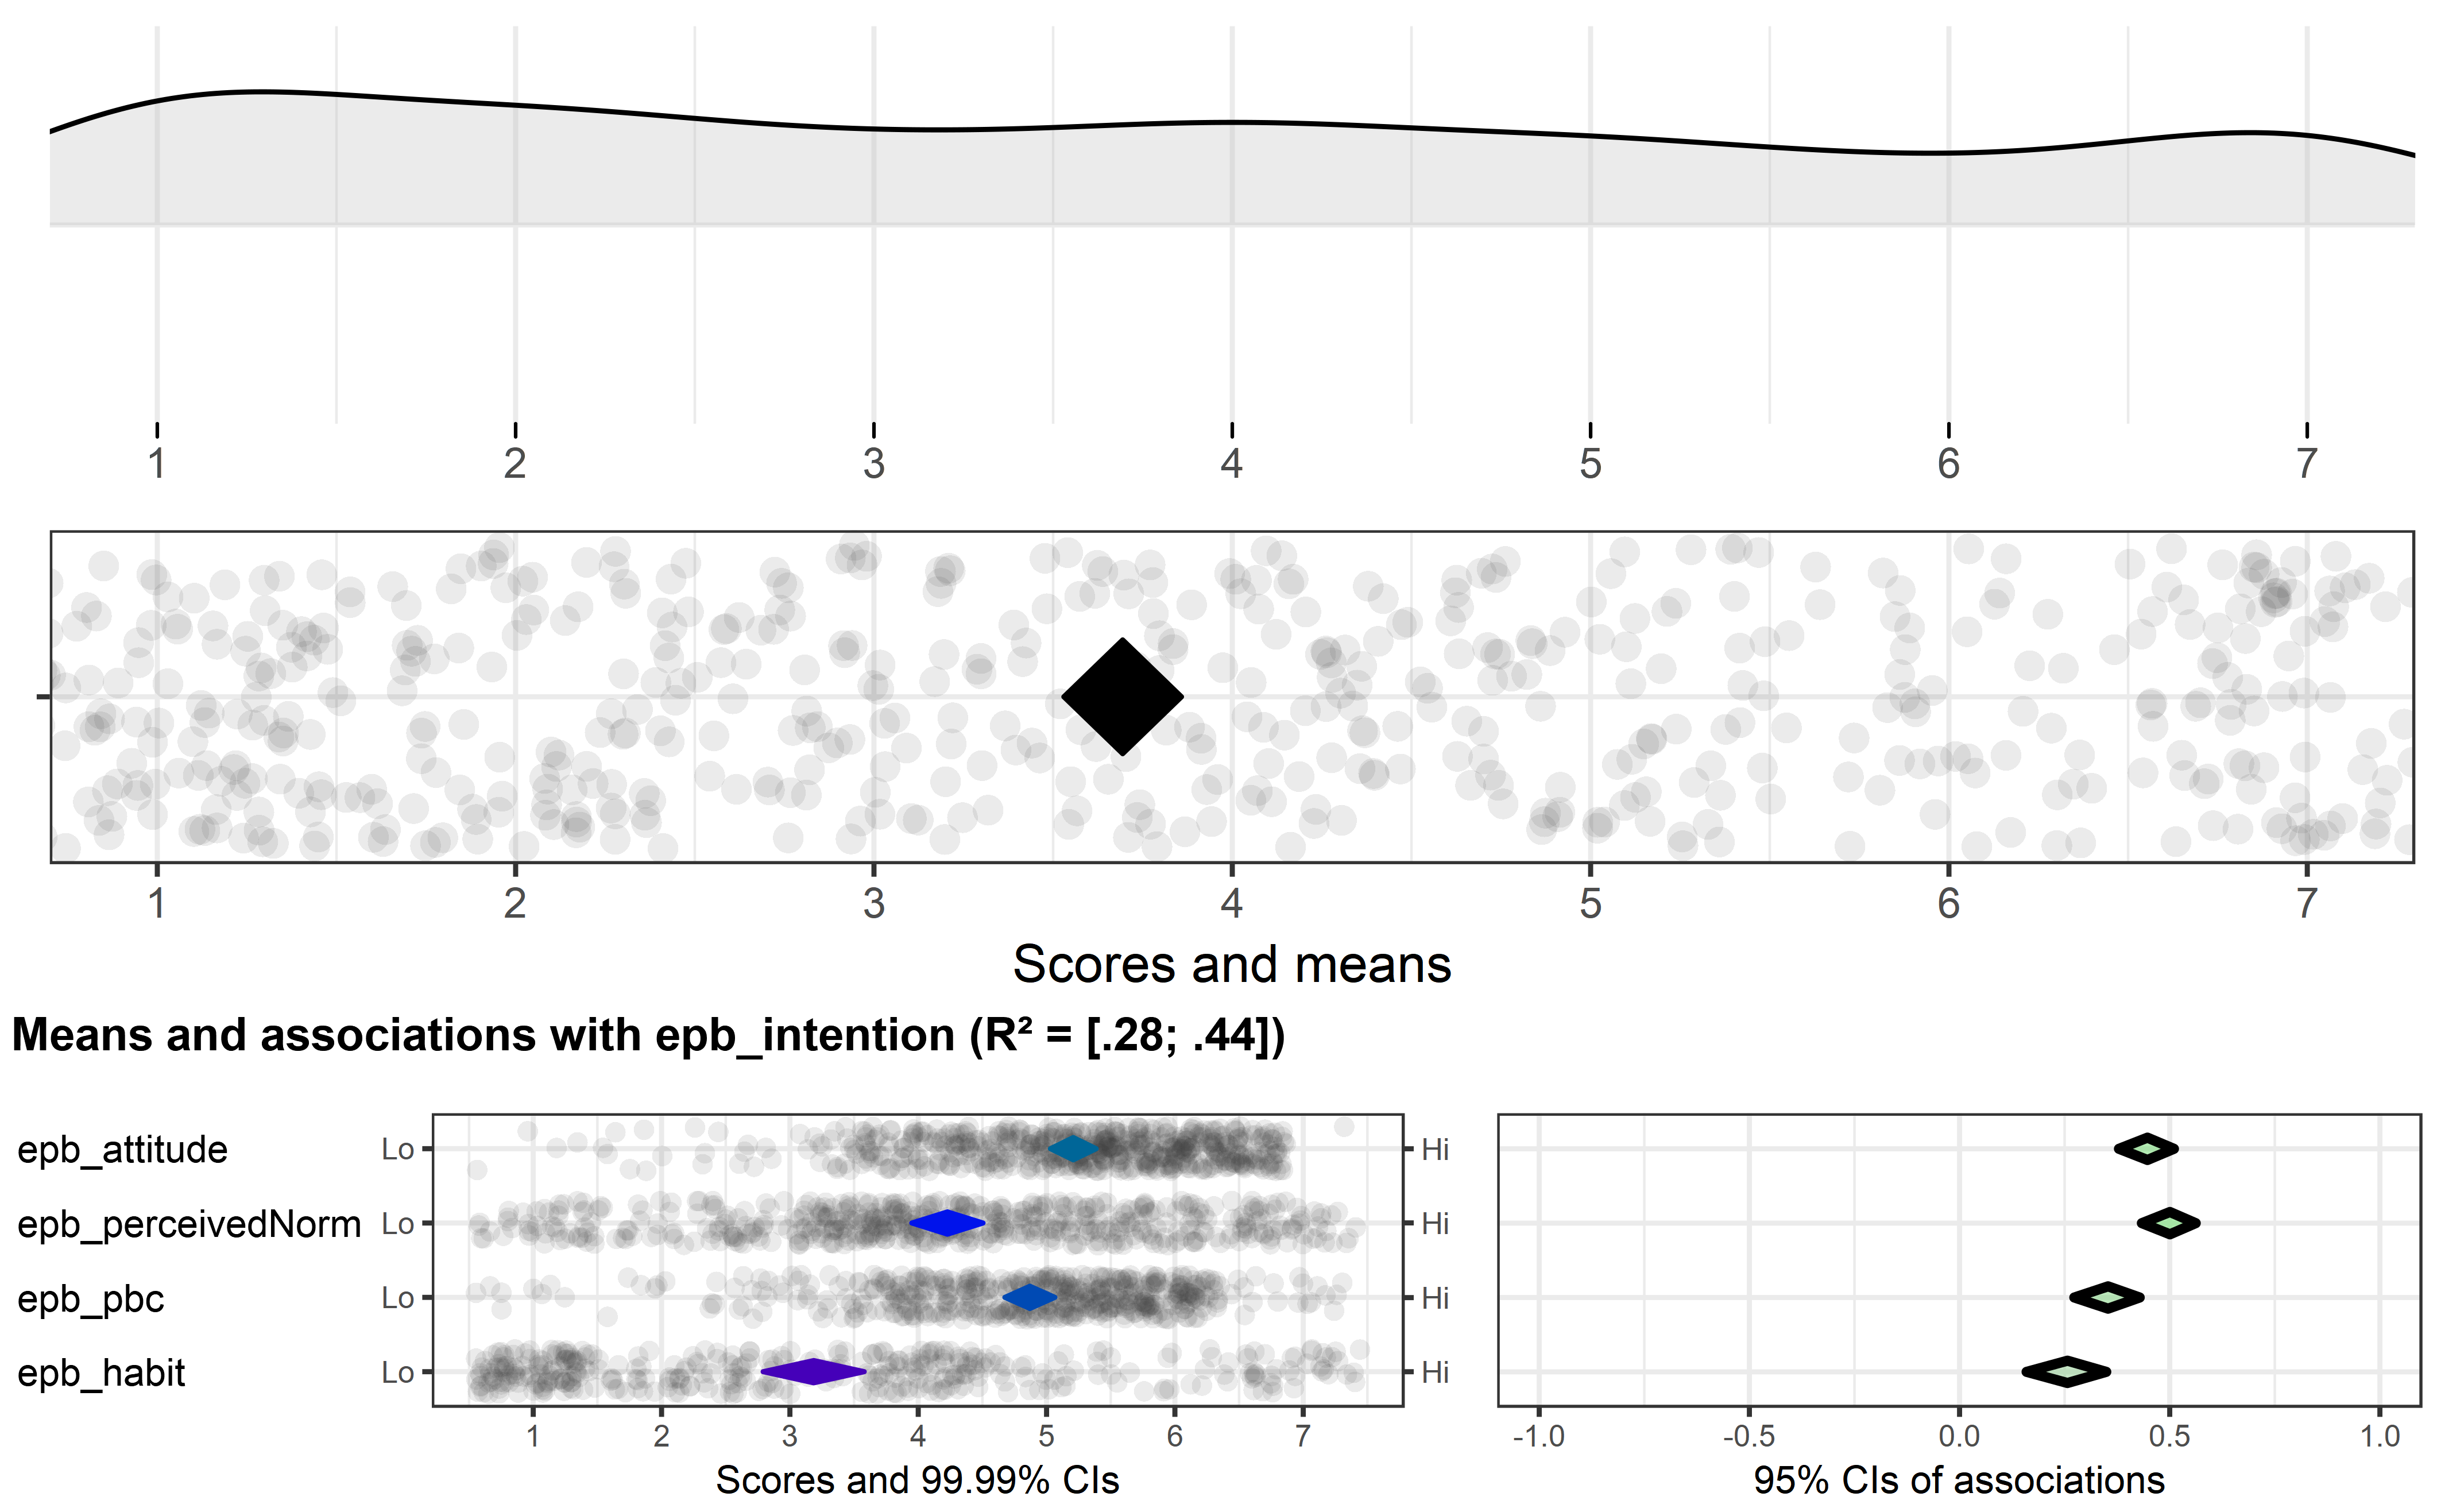 1 2 3 4 5 6 7
1 2 3 4 5 6 7
Scores and means
Means and associations with epb_intention (R² = [.28; .44])
epb_attitude Lo Hi
epb_perceivedNorm Lo Hi
epb_pbc Lo Hi
epb_habit Lo Hi
1 2 3 4 5 6 7
Scores and 99.99% CIs
-1.0 -0.5 0.0 0.5 1.0
95% CIs of associations